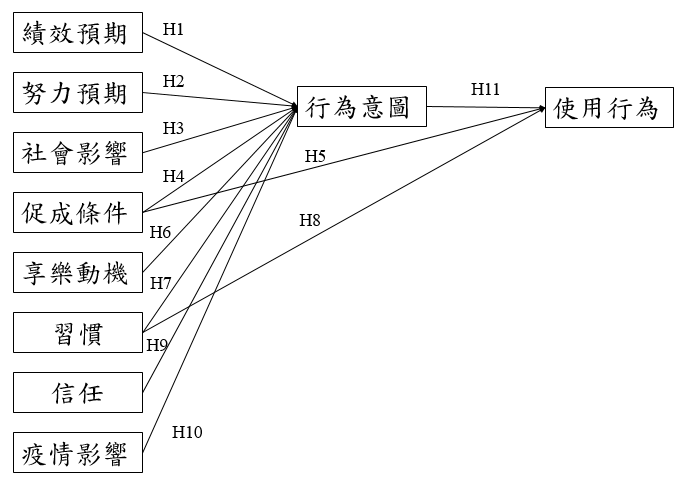 績效預期
H1
努力預期
H2
行為意圖
H11
使用行為
社會影響
H3
H5
促成條件
H4
H6
H8
享樂動機
H7
習慣
H9
信任
疫情影響
H10